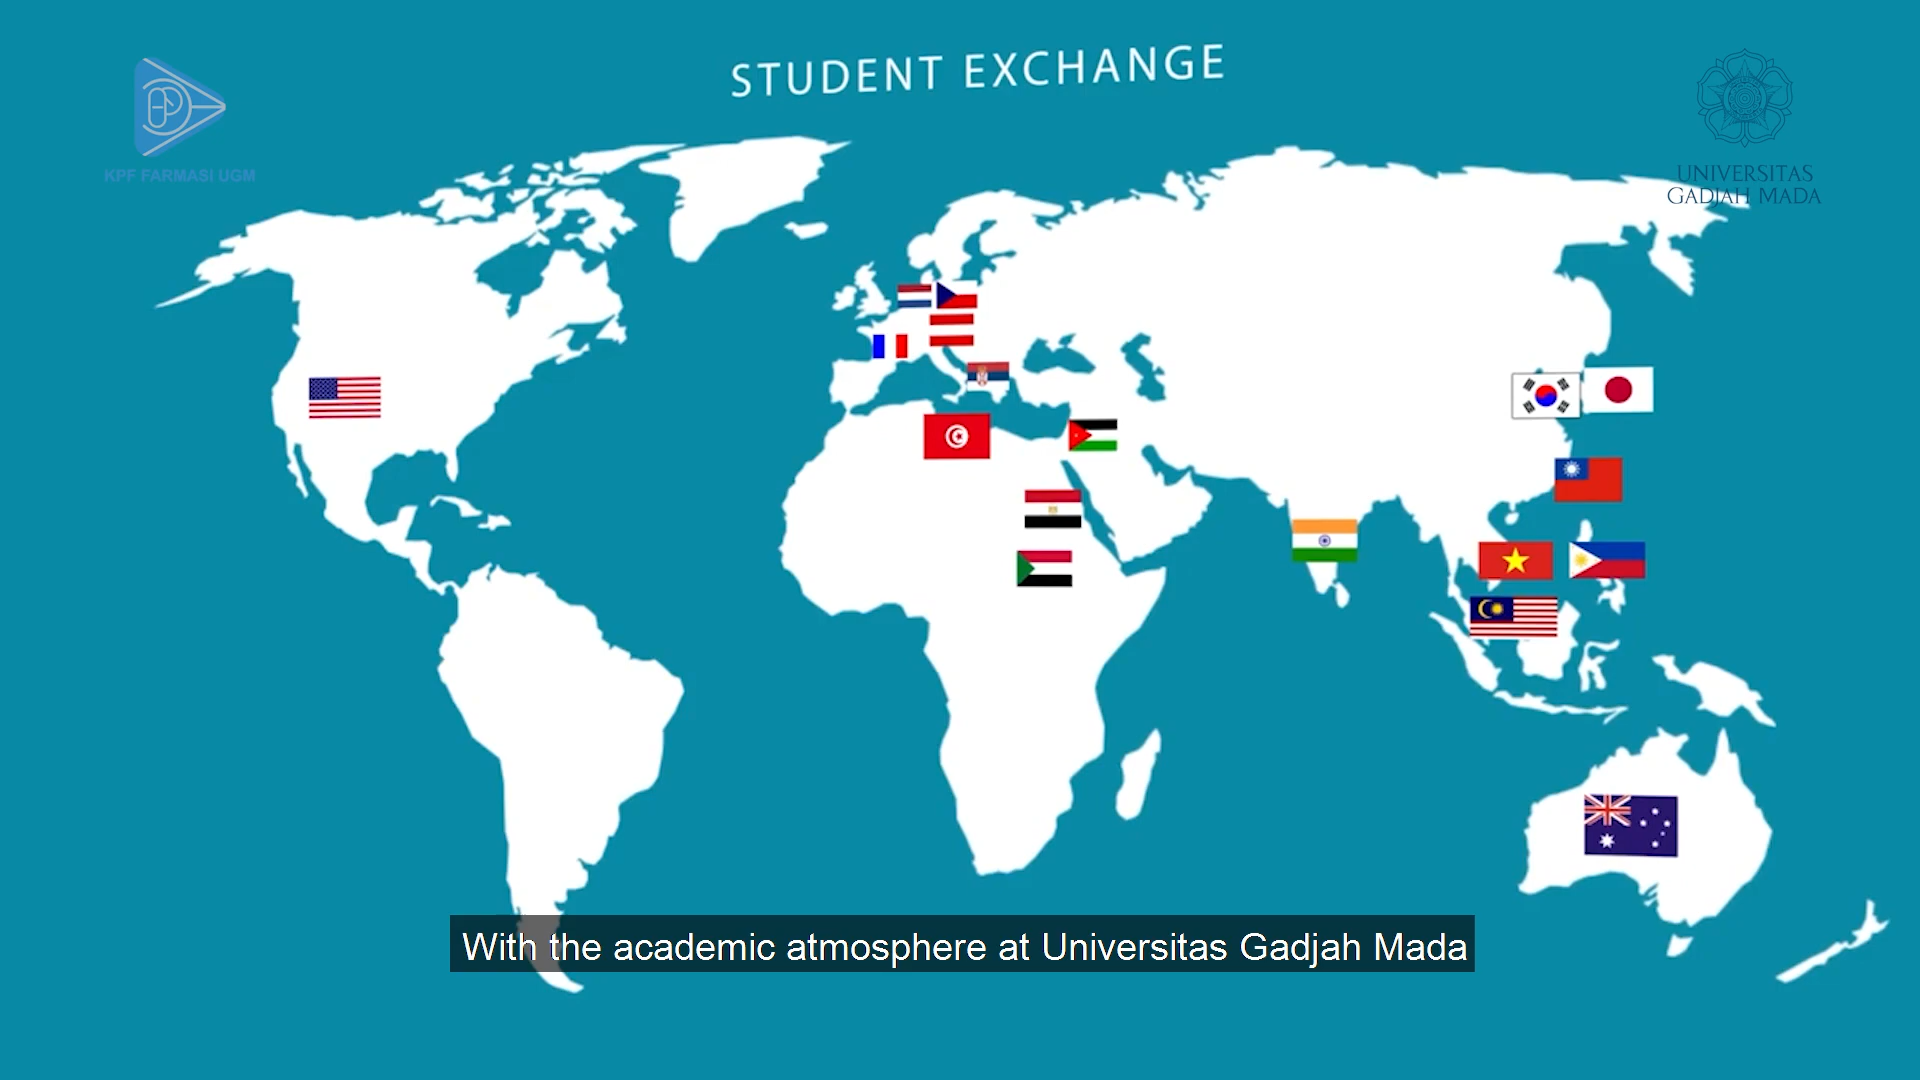 STUDENT EXCHANGE
KPF FARMASI UGM
UNIVERSITAS
GADJAH MADA
With the academic atmosphere at Universitas Gadjah Mada